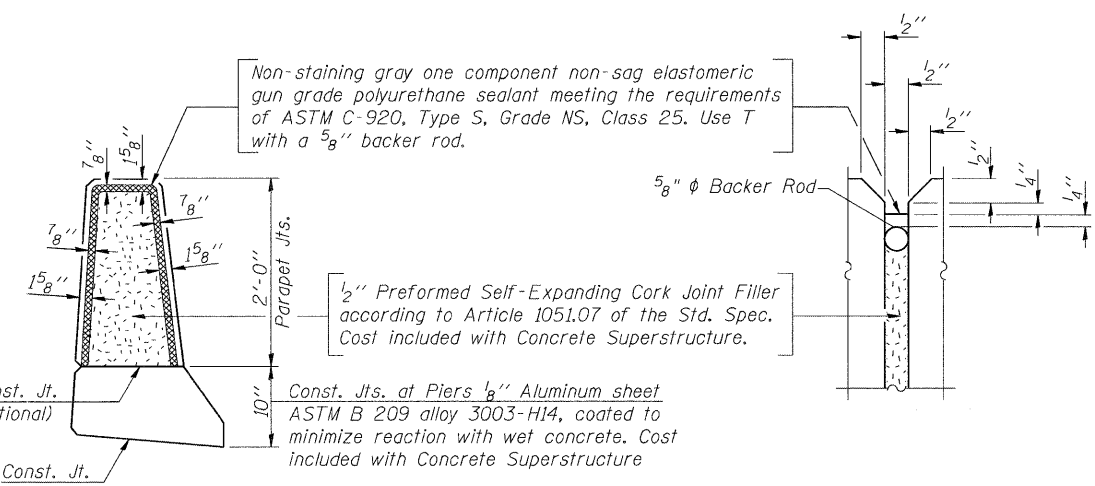 1/2"
1/2"
1/2"
1/2"
1/4"
1/4"
Non-staining gray one component non-sag elastomeric
gun grade polyurethane sealant meeting the requirements
of ASTM C-920, Type S, Grade NS, Class 25. Use T
with a 5/8" backer rod.
7/8"
1 5/8"
5/8" ϕ Backer Rod
7/8"
7/8"
1 5/8"
1 5/8"
2'-0"
Parapet Jts.
1/2" Preformed Self-Expanding Cork Joint Filler
according to Article 1051.07 of the Std. Spec.
Cost included with Concrete Superstructure.
nst. Jt.
tional)
10"
Const. Jts. at Piers 1/8" Aluminum sheet
ASTM B 209 alloy 3003-H14, coated to
minimize reaction with wet concrete. Cost
included with Concrete Superstructure
Const. Jt.